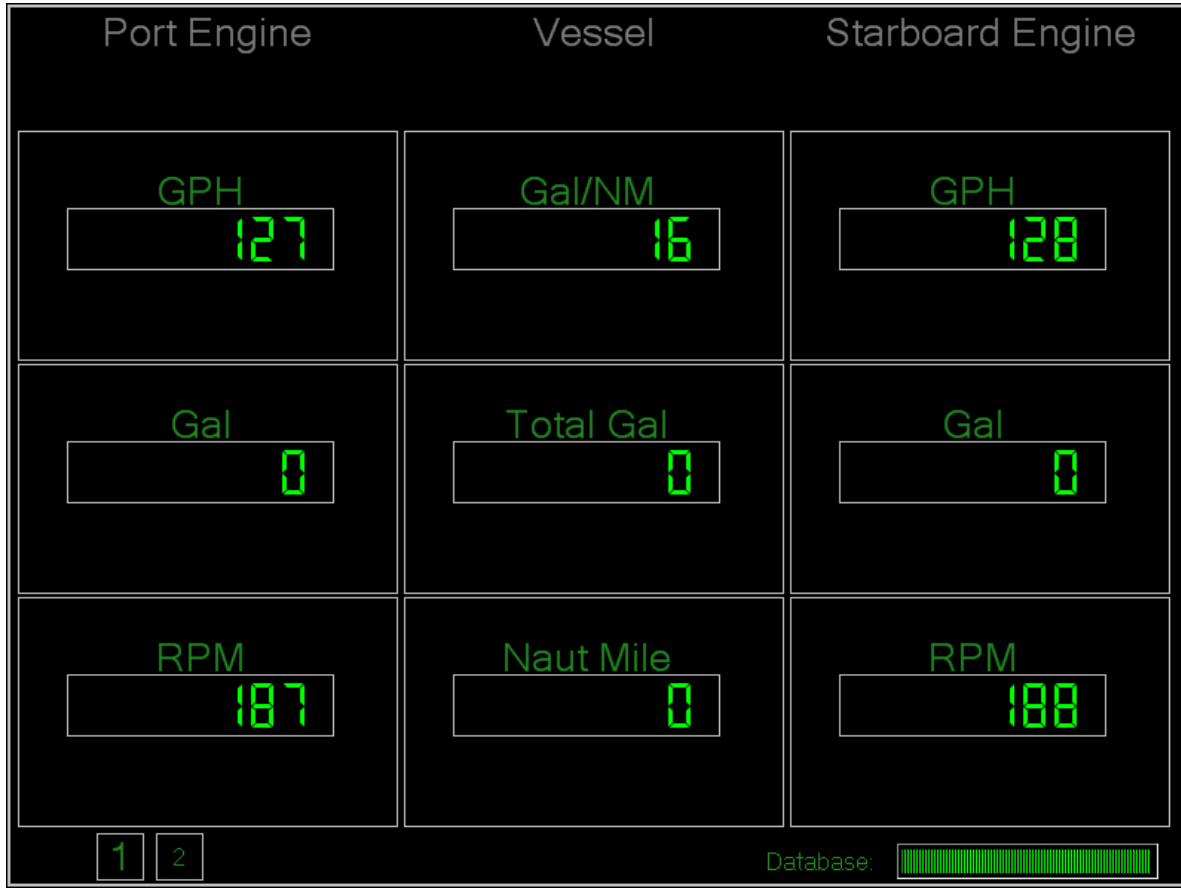 Port Engine Vessel Starboard Engine
GPH Gal/NM GPH
127 16 128
Gal Total Gal Gal
0 0 0
RPM Naut Mile RPM
187 0 188
1 2 Database: